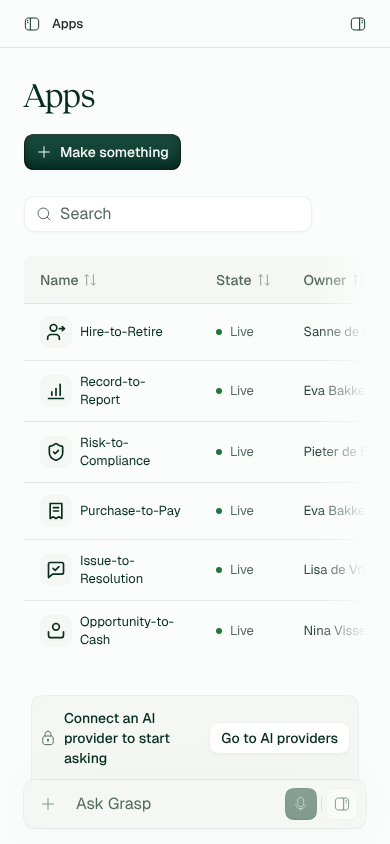 Apps
Apps
Make something
Search
Name State Owner
Hire-to-Retire Live Sanne de
Record-to-
Report Live Eva Bakke
Risk-to-
Compliance Live Pieter de
Purchase-to-Pay Live Eva Bakke
Issue-to-
Resolution Live Lisa de
Opportunity-to-
Cash Live Nina Visse
Connect an AI
provider to start
asking
Go to AI providers
Ask Grasp